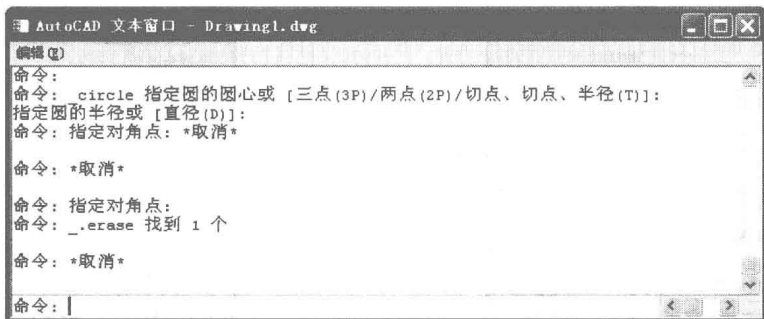 AutoCAD 文本窗口 - Drawing1.dwg
编辑(E)
命令:
命令: _circle 指定圆的圆心或 [三点(3P)/两点(2P)/切点、切点、半径(T)]:
指定圆的半径或 [直径(D)]:
命令: 指定对角点: *取消*
命令: *取消*
命令: 指定对角点:
命令: _.erase 找到 1 个
命令: *取消*
命令: